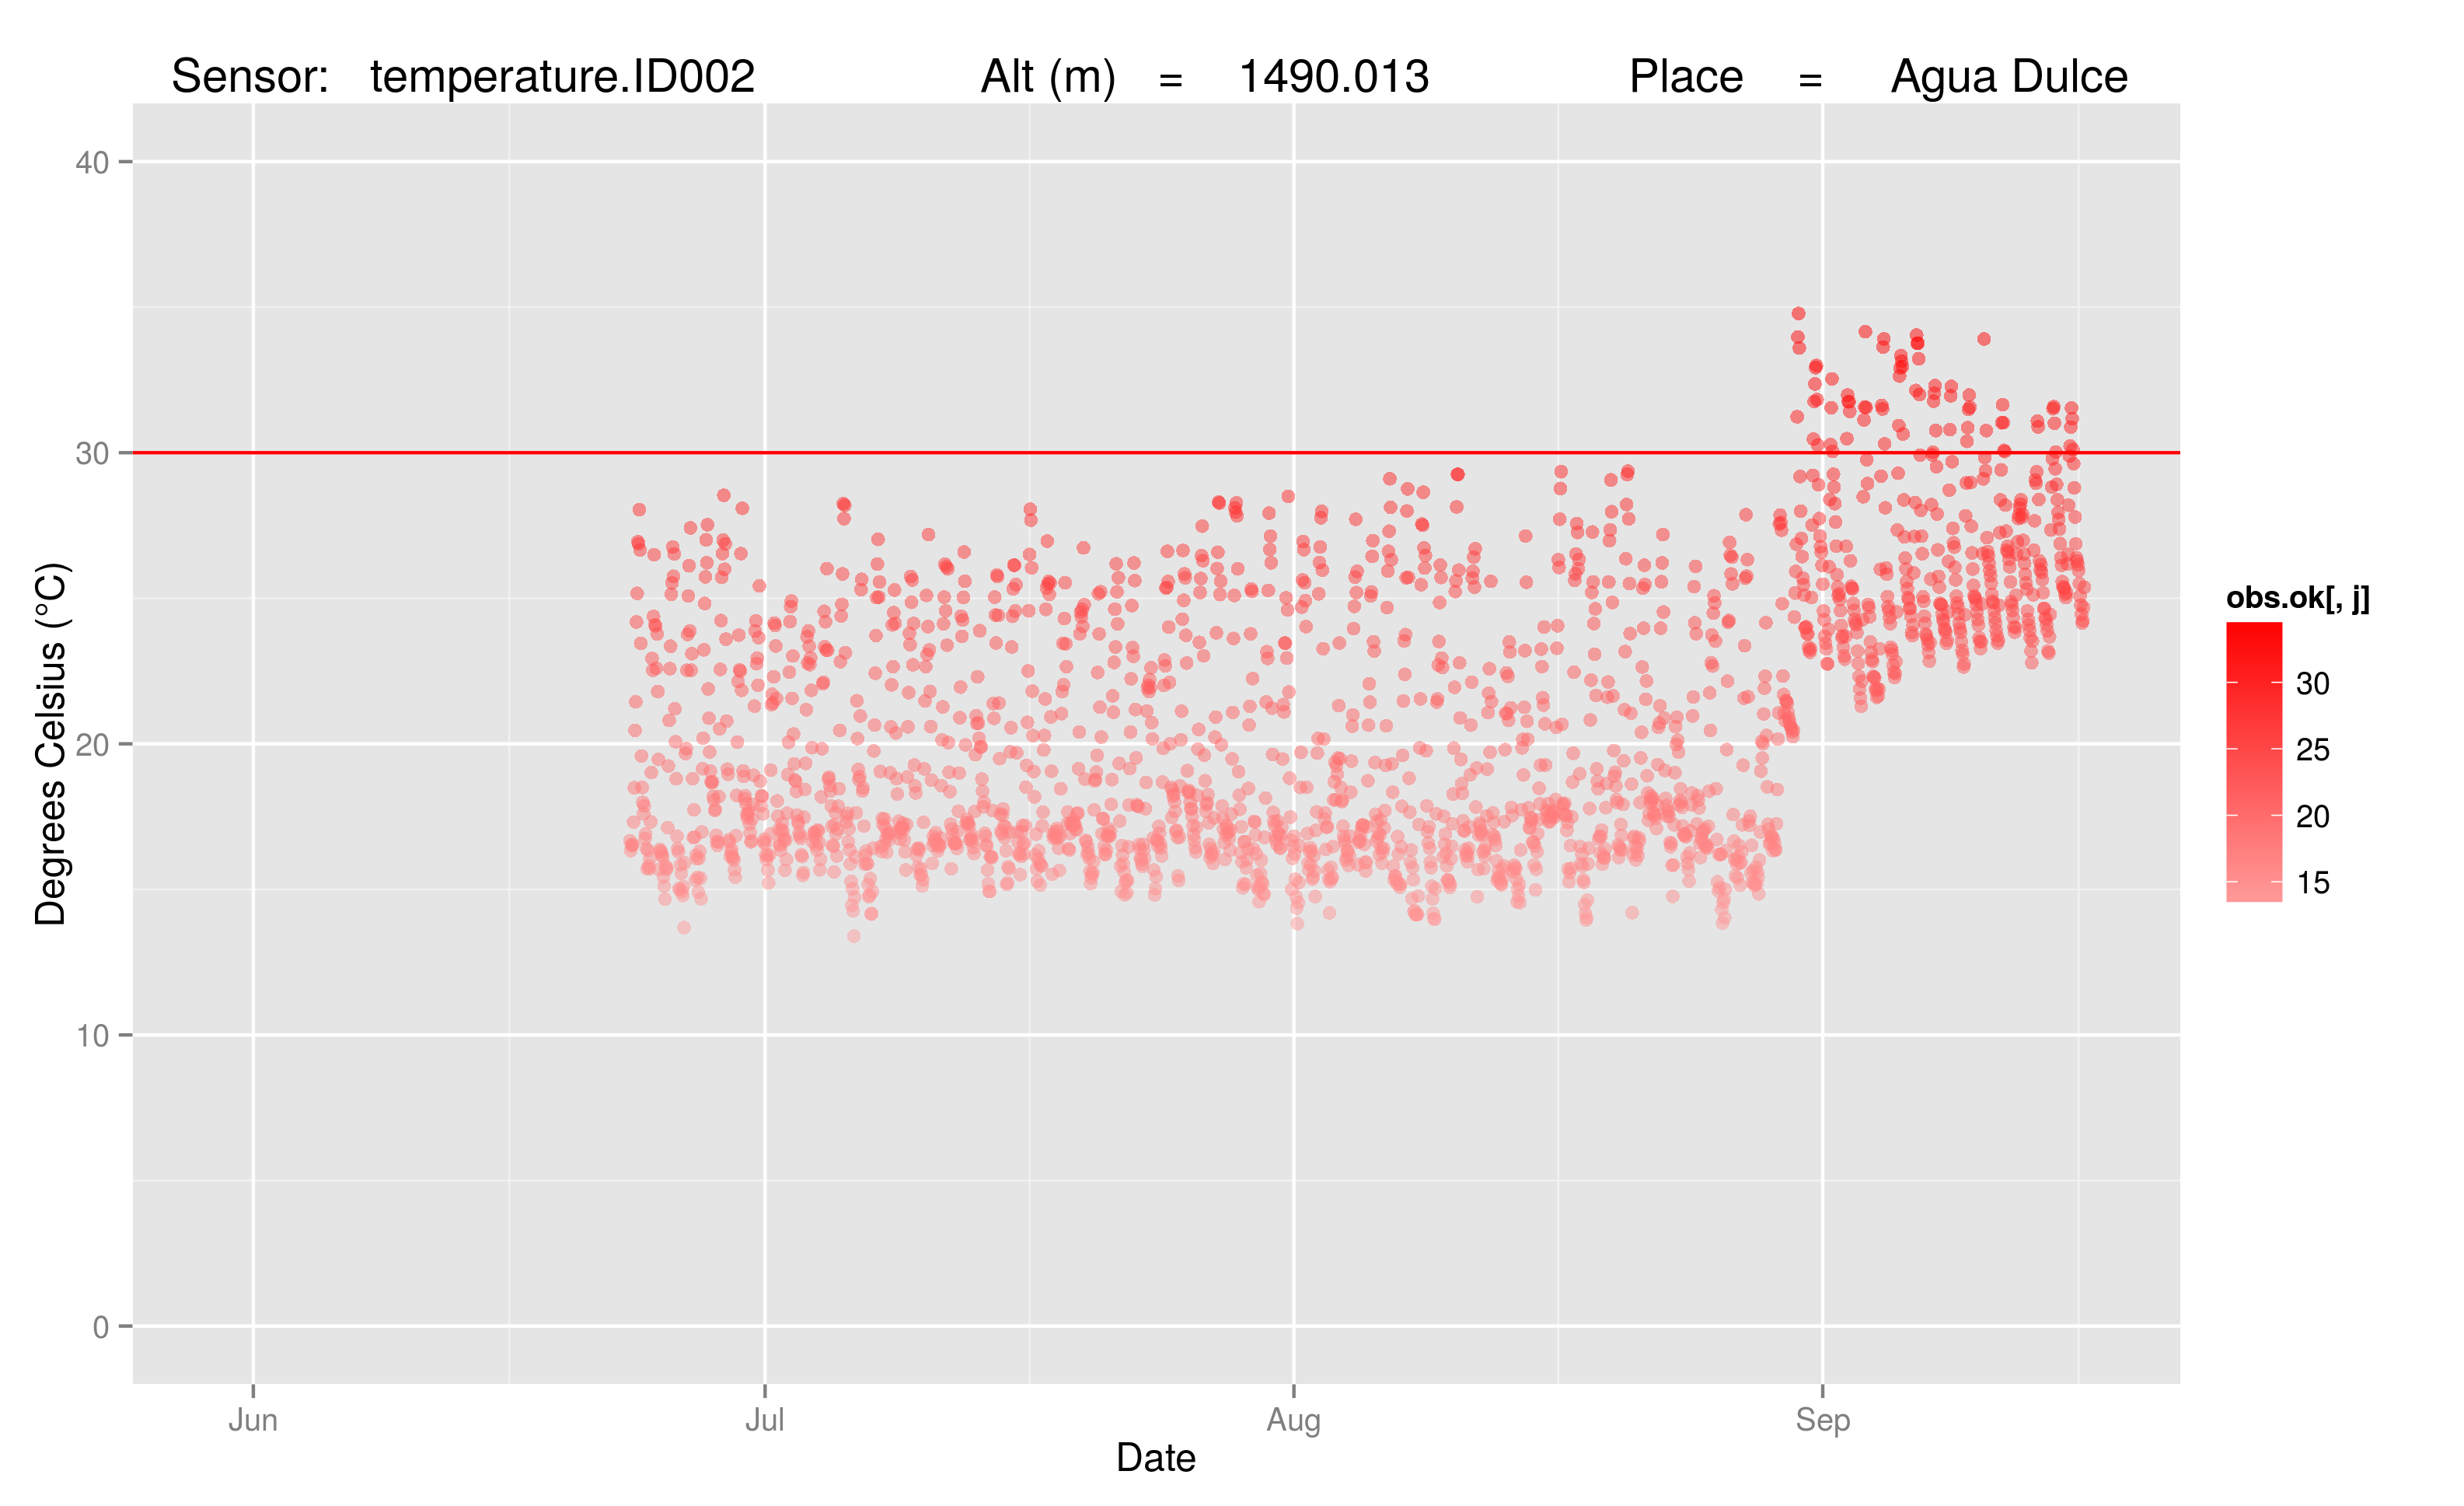 Sensor: temperature.ID002 Alt (m) = 1490.013 Place = Agua Dulce
40
30
20
10
0
Degrees Celsius (°C)
Jun Jul Aug Sep
Date
obs.ok[, j]
30
25
20
15